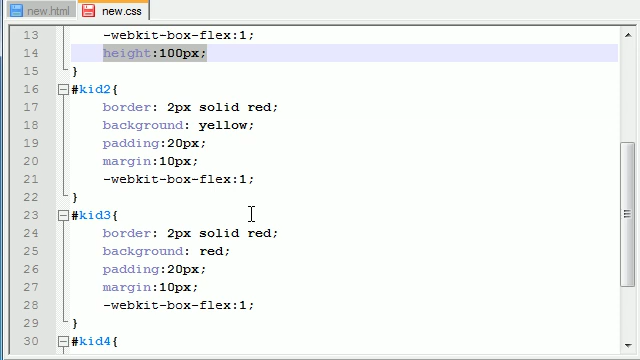 new.html new.css
13 -webkit-box-flex:1;
14 height:100px;
15 }
16 #kid2{
17 border: 2px solid red;
18 background: yellow;
19 padding:20px;
20 margin:10px;
21 -webkit-box-flex:1;
22 }
23 #kid3{
24 border: 2px solid red;
25 background: red;
26 padding:20px;
27 margin:10px;
28 -webkit-box-flex:1;
29 }
30 #kid4{